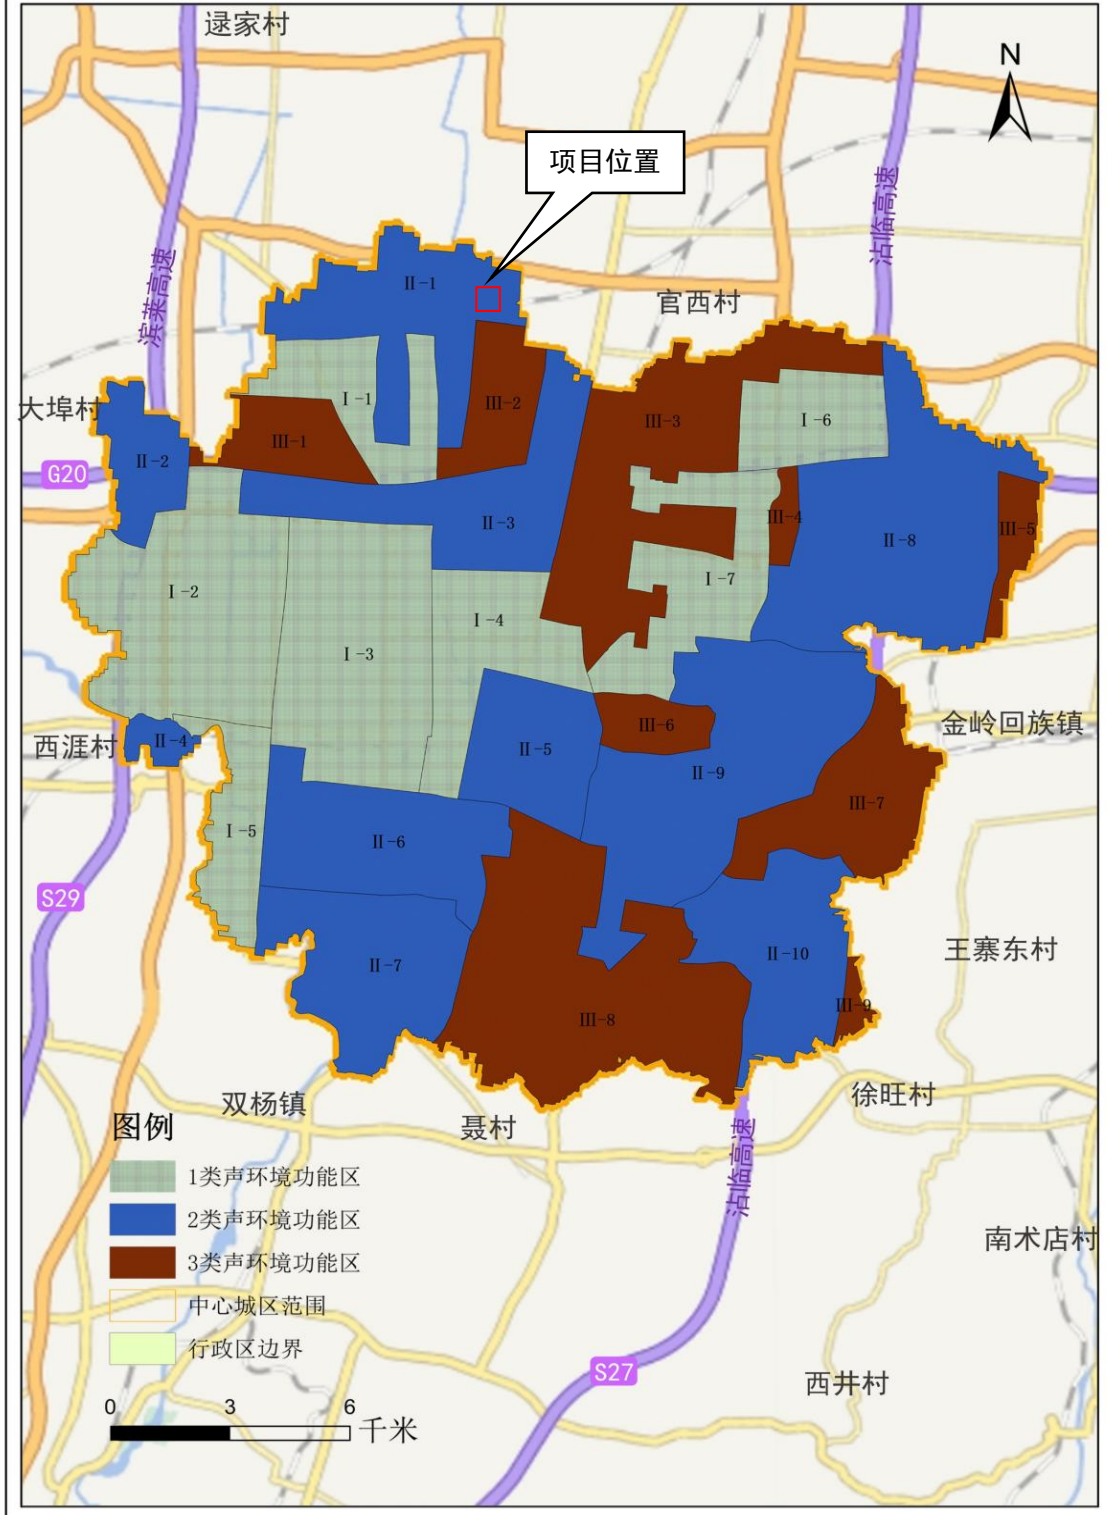 逯家村
N
项目位置
沾临高速
滨莱高速
II-1
官西村
大埠村
I-1
III-2
III-3
I-6
III-1
II-2
G20
II-3
III-4
III-5
II-8
I-7
I-2
I-4
I-3
金岭回族镇
III-6
II-4
西涯村
II-5
II-9
III-7
I-5
II-6
S29
王寨东村
II-7
II-10
III-9
III-8
徐旺村
双杨镇
聂村
图例
沾临高速
1类声环境功能区
2类声环境功能区
3类声环境功能区
中心城区范围
行政区边界
南术店村
S27
西井村
0 3 6
千米